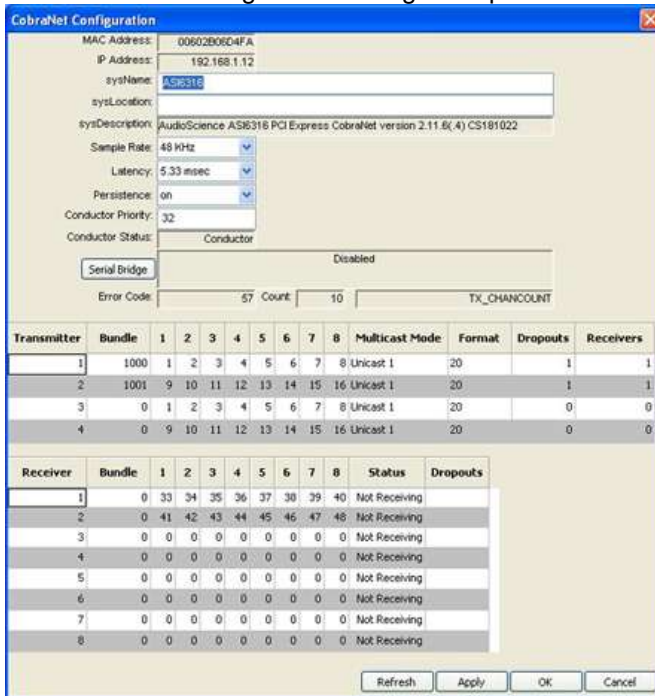 CobraNet Configuration
MAC Address: 00602B06D4FA
IP Address: 192.168.1.12
sysName: ASI6316
sysLocation:
sysDescription: AudioScience ASI6316 PCI Express CobraNet version 2.11.6(.4) CS181022
Sample Rate: 48 KHz
Latency: 5.33 msec
Persistence: on
Conductor Priority: 32
Conductor Status: Conductor
Serial Bridge Disabled
Error Code: 57 Count: 10 TX_CHANCOUNT
Transmitter Bundle 1 2 3 4 5 6 7 8 Multicast Mode Format Dropouts Receivers
1 1000 1 2 3 4 5 6 7 8 Unicast 1 20 1 1
2 1001 9 10 11 12 13 14 15 16 Unicast 1 20 1 1
3 0 1 2 3 4 5 6 7 8 Unicast 1 20 0 0
4 0 9 10 11 12 13 14 15 16 Unicast 1 20 0 0
Receiver Bundle 1 2 3 4 5 6 7 8 Status Dropouts
1 0 33 34 35 36 37 38 39 40 Not Receiving
2 0 41 42 43 44 45 46 47 48 Not Receiving
3 0 0 0 0 0 0 0 0 0 Not Receiving
4 0 0 0 0 0 0 0 0 0 Not Receiving
5 0 0 0 0 0 0 0 0 0 Not Receiving
6 0 0 0 0 0 0 0 0 0 Not Receiving
7 0 0 0 0 0 0 0 0 0 Not Receiving
8 0 0 0 0 0 0 0 0 0 Not Receiving
Refresh Apply OK Cancel